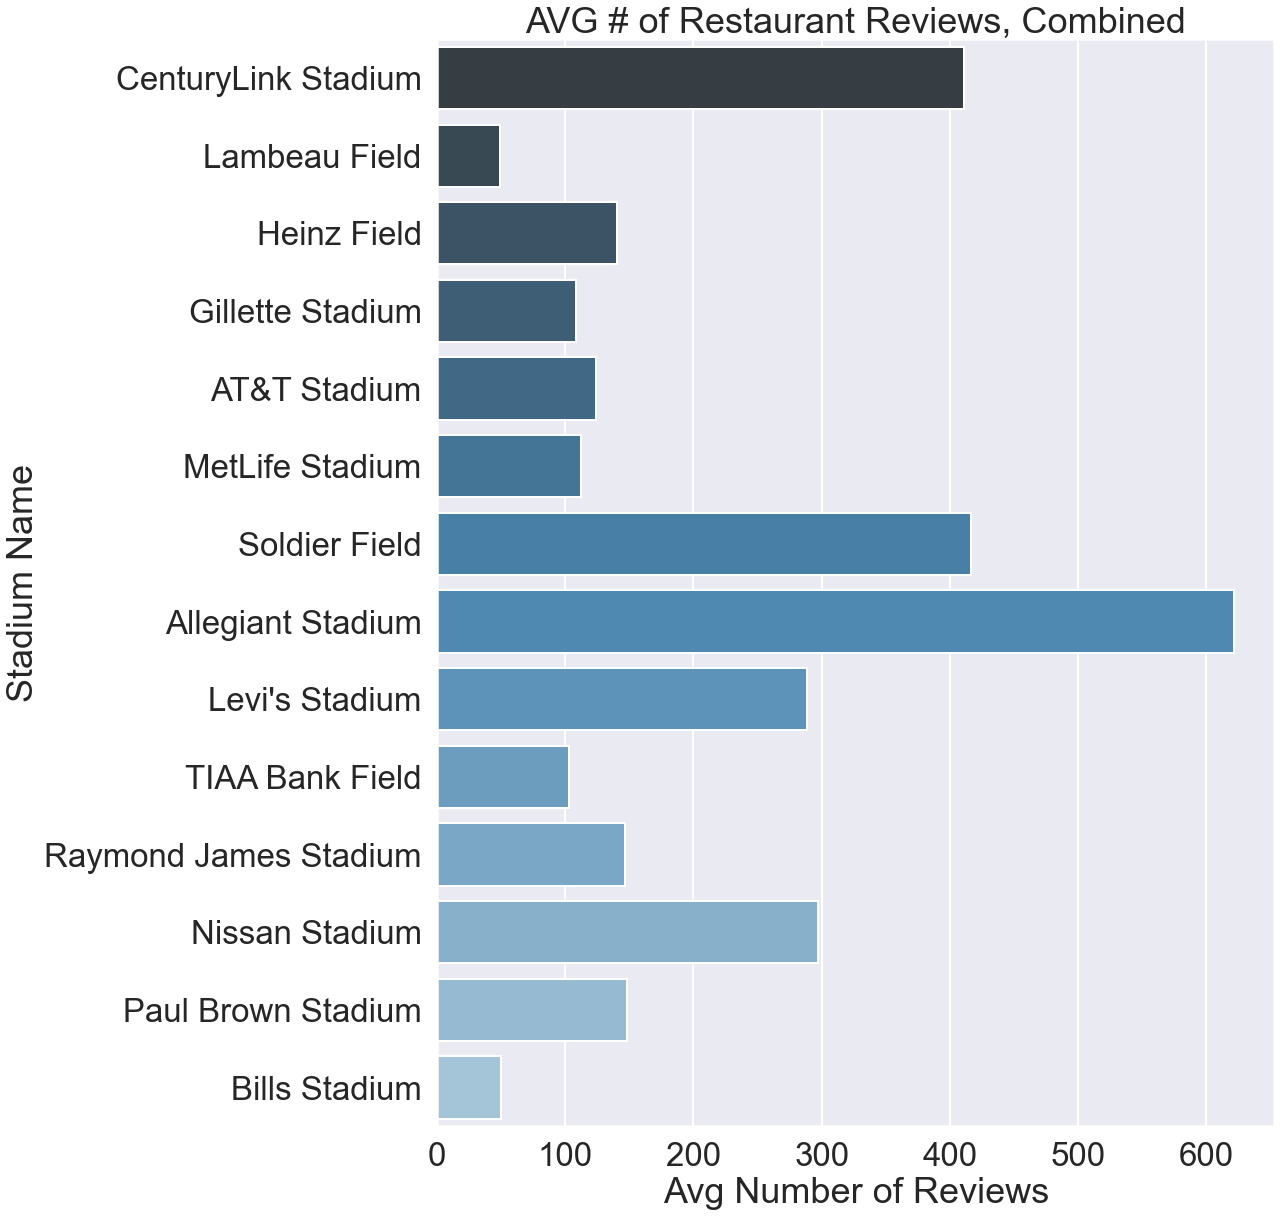 AVG # of Restaurant Reviews, Combined
CenturyLink Stadium
Lambeau Field
Heinz Field
Gillette Stadium
AT&T Stadium
MetLife Stadium
Soldier Field
Allegiant Stadium
Levi's Stadium
TIAA Bank Field
Raymond James Stadium
Nissan Stadium
Paul Brown Stadium
Bills Stadium
Stadium Name
0 100 200 300 400 500 600
Avg Number of Reviews